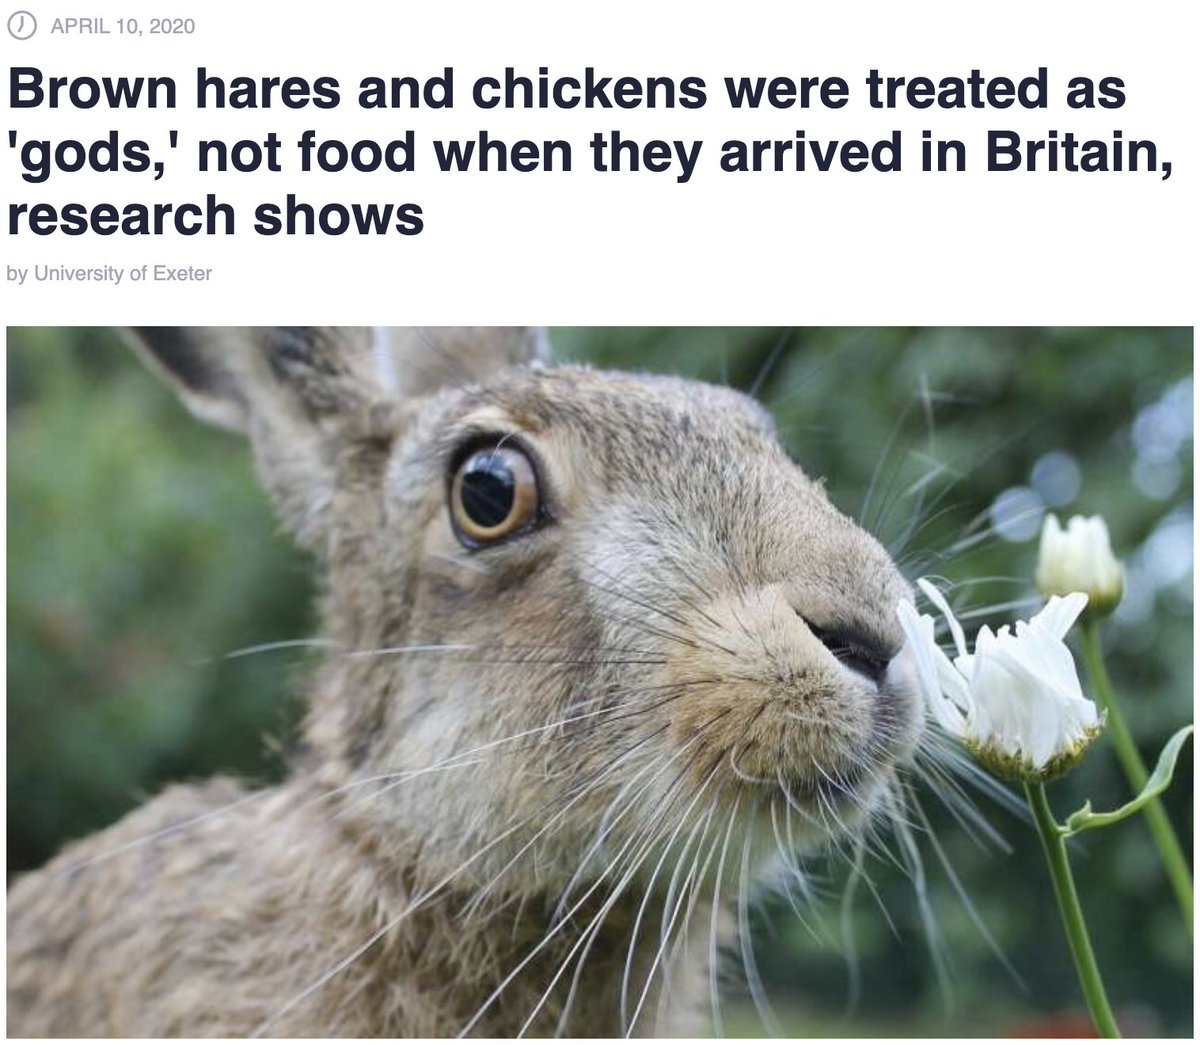 APRIL 10, 2020
Brown hares and chickens were treated as
'gods,' not food when they arrived in Britain,
research shows
by University of Exeter